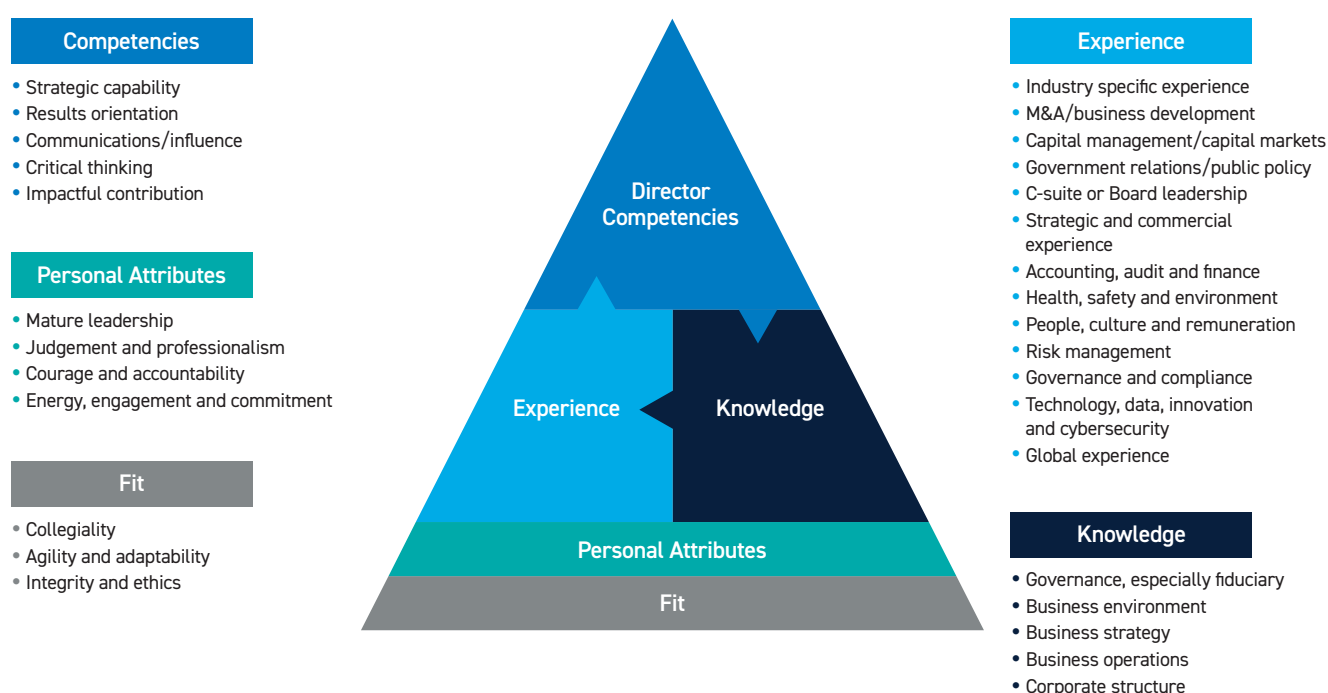 Competencies
• Strategic capability
• Results orientation
• Communications/influence
• Critical thinking
• Impactful contribution
Personal Attributes
• Mature leadership
• Judgement and professionalism
• Courage and accountability
• Energy, engagement and commitment
Fit
• Collegiality
• Agility and adaptability
• Integrity and ethics
Director
Competencies
Experience
Knowledge
Personal Attributes
Fit
Experience
• Industry specific experience
• M&A/business development
• Capital management/capital markets
• Government relations/public policy
• C-suite or Board leadership
• Strategic and commercial
experience
• Accounting, audit and finance
• Health, safety and environment
• People, culture and remuneration
• Risk management
• Governance and compliance
• Technology, data, innovation
and cybersecurity
• Global experience
Knowledge
• Governance, especially fiduciary
• Business environment
• Business strategy
• Business operations
• Corporate structure